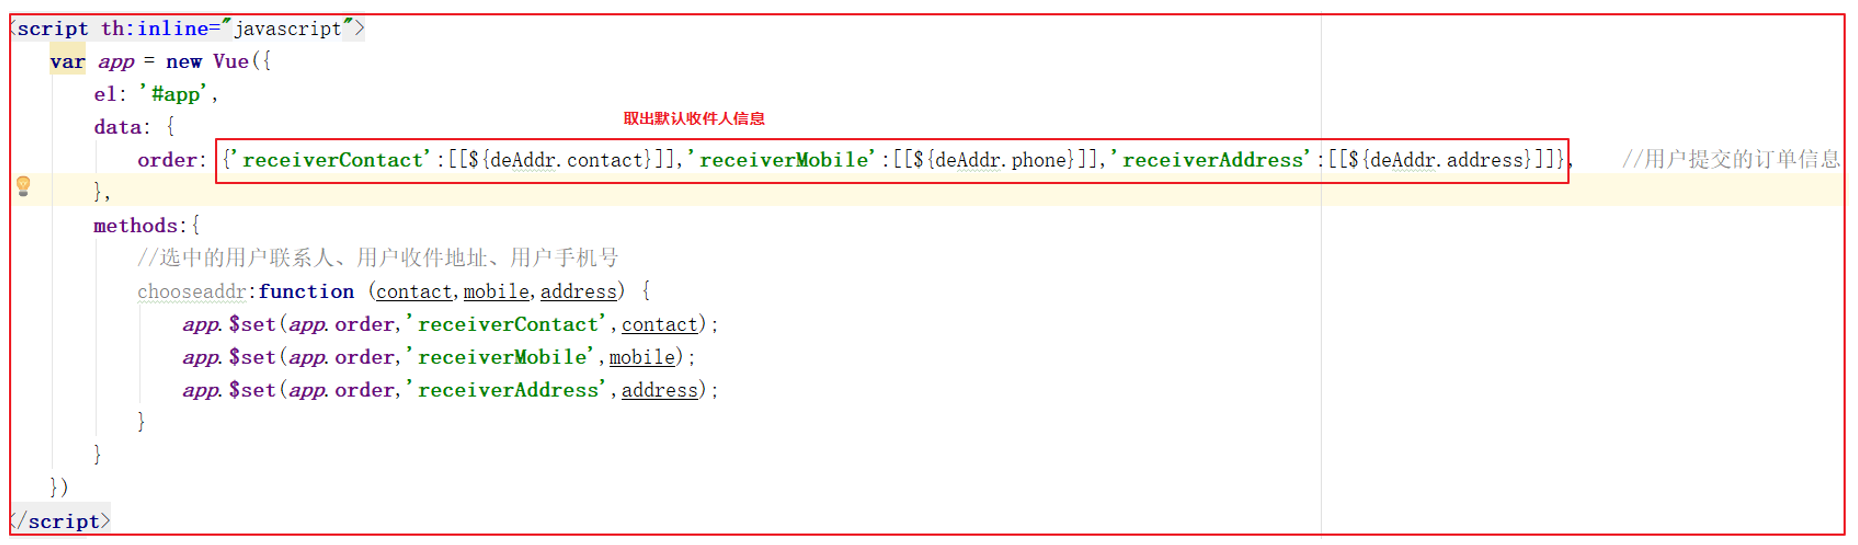 <script th:inline="javascript">
var app = new Vue({
el: '#app',
data: {
取出默认收件人信息
order: {'receiverContact':[[${deAddr.contact}]],'receiverMobile':[[${deAddr.phone}]],'receiverAddress':[[${deAddr.address}]]}, //用户提交的订单信息
},
methods:{
//选中的用户联系人、用户收件地址、用户手机号
chooseaddr:function (contact,mobile,address) {
app.$set(app.order,'receiverContact',contact);
app.$set(app.order,'receiverMobile',mobile);
app.$set(app.order,'receiverAddress',address);
}
}
})
</script>